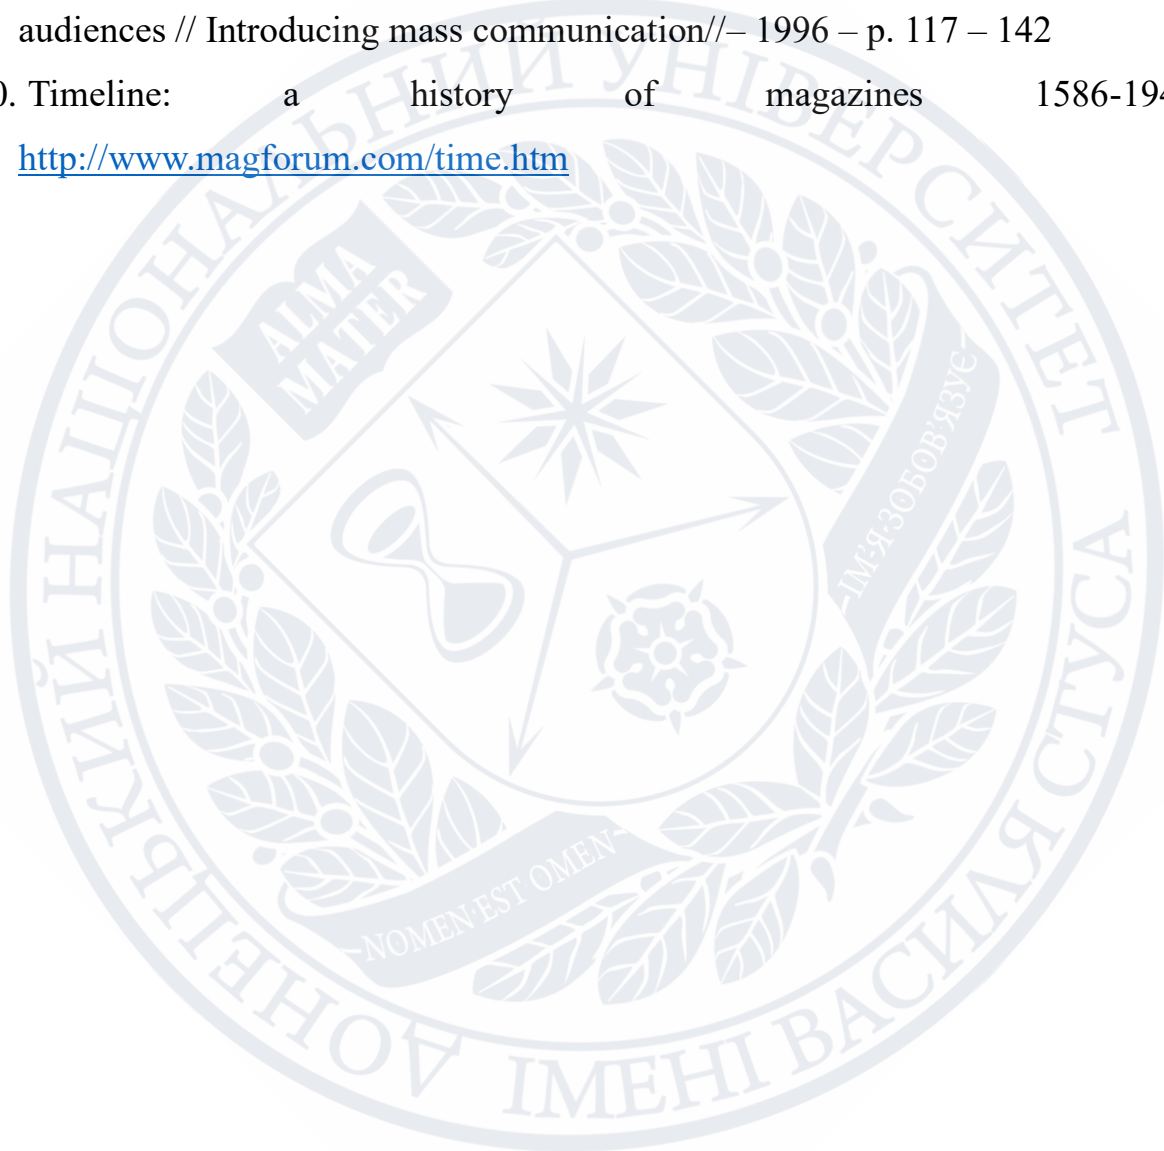 audiences // Introducing mass communication//– 1996 – p. 117 – 142
0. Timeline: a history of magazines 1586-194
http://www.magforum.com/time.htm
ДОНЕЦЬКИЙ НАЦІОНАЛЬНИЙ УНІВЕРСИТЕТ
ІМЕНІ ВАСИЛЯ СТУСА
ALMA
MATER
ІМ'Я·ЗОБОВ'ЯЗУЄ
NOMEN·EST OMEN